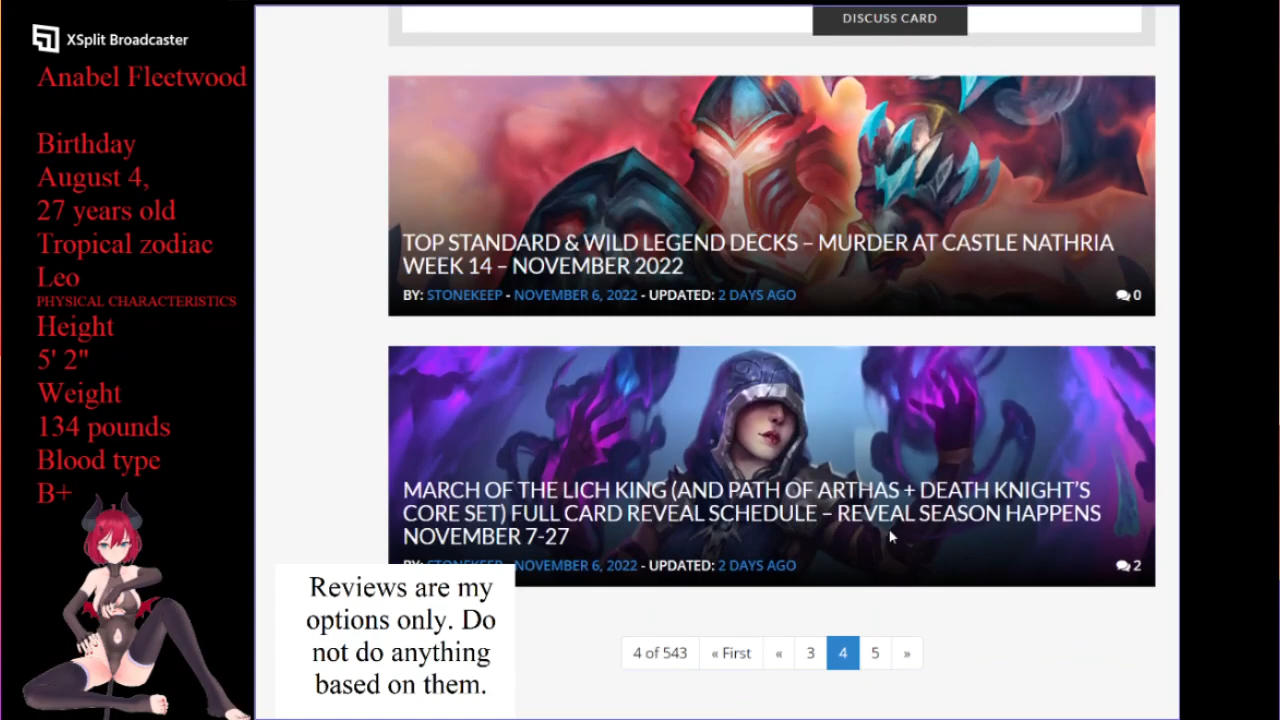 XSplit Broadcaster
Anabel Fleetwood
Birthday
August 4,
27 years old
Tropical zodiac
Leo
PHYSICAL CHARACTERISTICS
Height
5' 2"
Weight
134 pounds
Blood type
B+
DISCUSS CARD
TOP STANDARD & WILD LEGEND DECKS – MURDER AT CASTLE NATHRIA
WEEK 14 – NOVEMBER 2022
BY: STONEKEEP - NOVEMBER 6, 2022 - UPDATED: 2 DAYS AGO
0
MARCH OF THE LICH KING (AND PATH OF ARTHAS + DEATH KNIGHT'S
CORE SET) FULL CARD REVEAL SCHEDULE – REVEAL SEASON HAPPENS
NOVEMBER 7-27
BY: STONEKEEP - NOVEMBER 6, 2022 - UPDATED: 2 DAYS AGO
2
Reviews are my
options only. Do
not do anything
based on them.
4 of 543 « First « 3 4 5 »